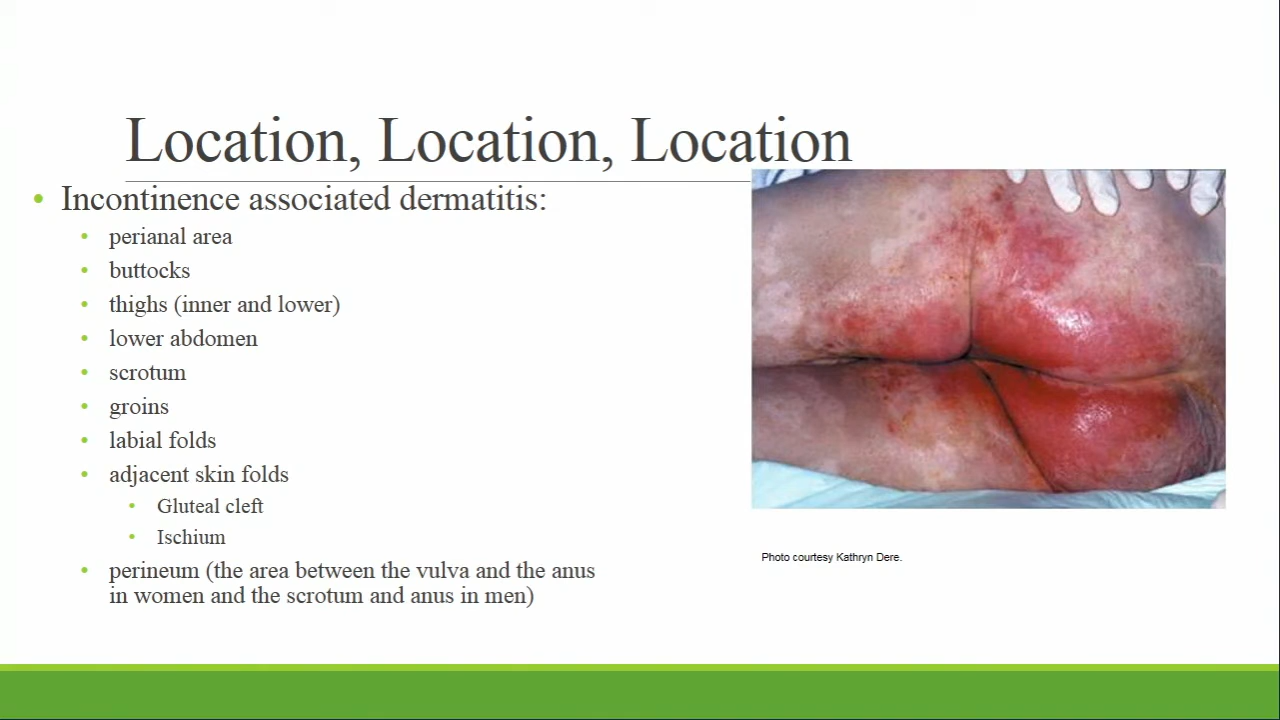 Location, Location, Location
• Incontinence associated dermatitis:
• perianal area
• buttocks
• thighs (inner and lower)
• lower abdomen
• scrotum
• groins
• labial folds
• adjacent skin folds
• Gluteal cleft
• Ischium
• perineum (the area between the vulva and the anus
in women and the scrotum and anus in men)
Photo courtesy Kathryn Dere.